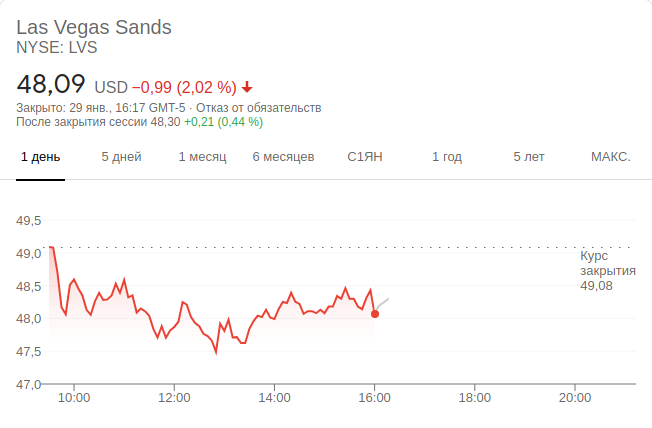 Las Vegas Sands
NYSE: LVS
48,09 USD −0,99 (2,02 %)
Закрыто: 29 янв., 16:17 GMT-5 · Отказ от обязательств
После закрытия сессии 48,30 +0,21 (0,44 %)
1 день 5 дней 1 месяц 6 месяцев С1ЯН 1 год 5 лет МАКС.
49,5
49,0
48,5
48,0
47,5
47,0
Курс
закрытия
49,08
10:00 12:00 14:00 16:00 18:00 20:00